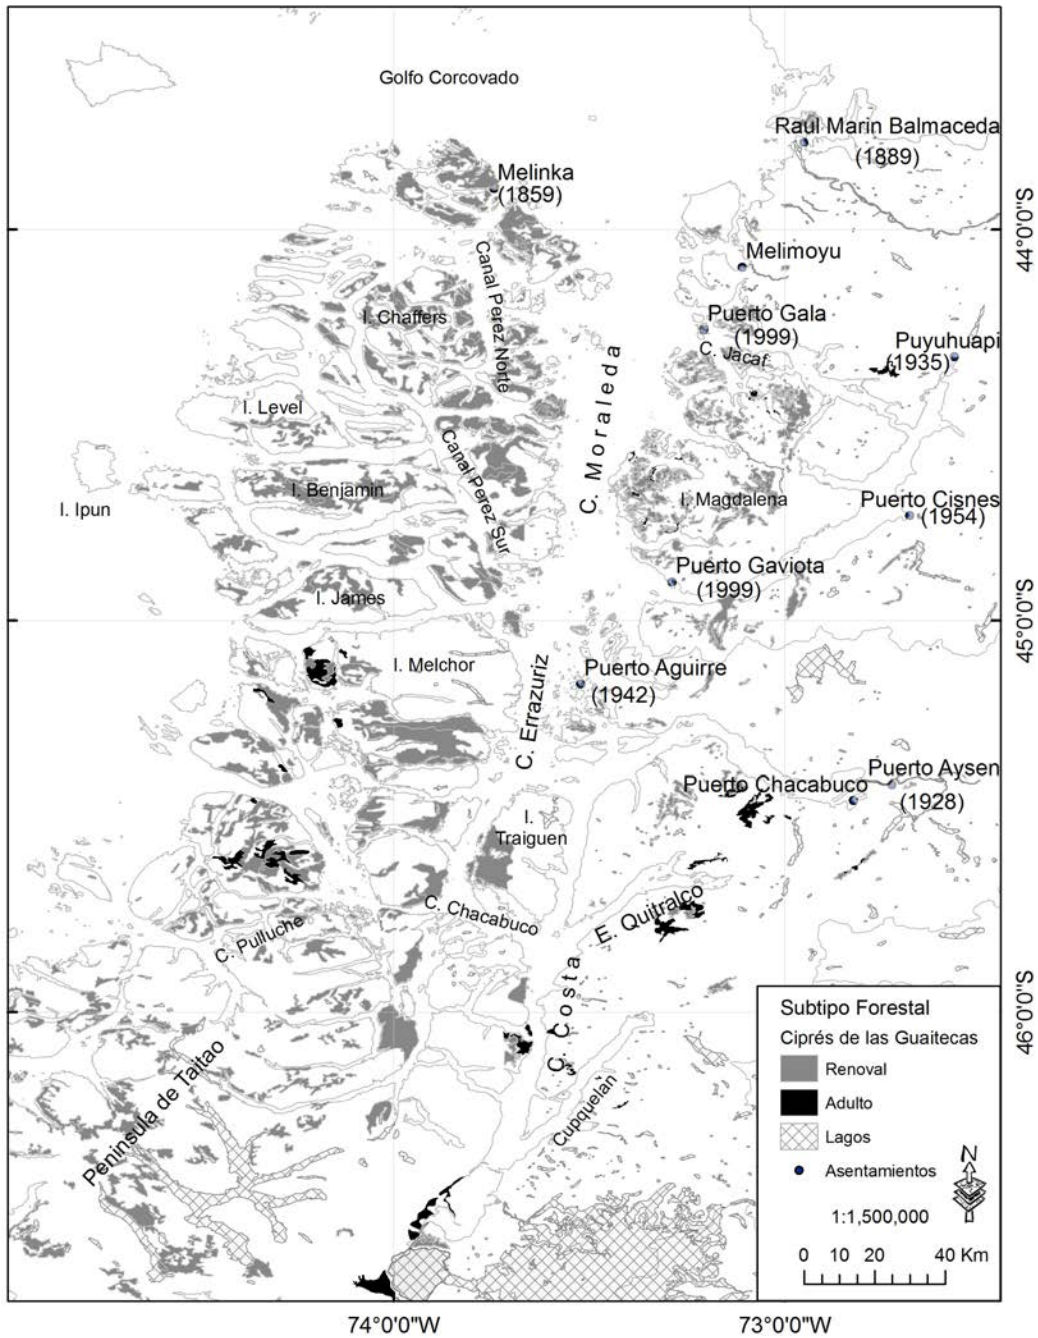 Golfo Corcovado
Raul Marin Balmaceda
(1889)
Melinka
(1859)
44°0'0"S
Melimoyu
Canal Perez Norte
I. Chaffers
Puerto Gala
(1999)
C. Jacaf
Puyuhuapi
(1935)
C. Moraleda
I. Level
Canal Perez Sur
I. Benjamin
I. Magdalena
Puerto Cisnes
(1954)
I. Ipun
Puerto Gaviota
(1999)
I. James
45°0'0"S
I. Melchor
Puerto Aguirre
(1942)
C. Errazuriz
Puerto Aysen
(1928)
Puerto Chacabuco
I.
Traiguen
C. Chacabuco
E. Quitralco
C. Pulluche
C. Costa
46°0'0"S
Peninsula de Taitao
Cupquelan
Subtipo Forestal
Ciprés de las Guaitecas
Renoval
Adulto
Lagos
Asentamientos
N
1:1,500,000
0 10 20 40 Km
74°0'0"W
73°0'0"W